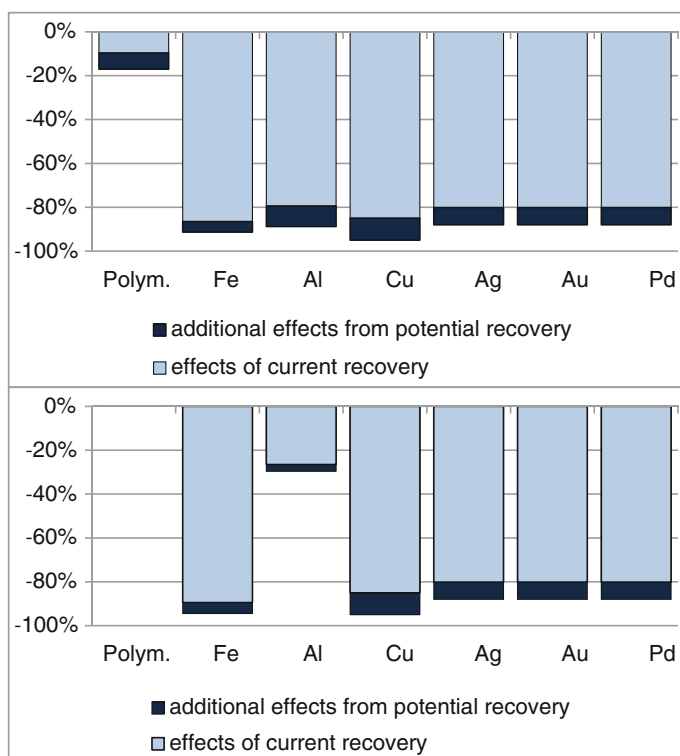 0%
-20%
-40%
-60%
-80%
-100%
Polym. Fe Al Cu Ag Au Pd
additional effects from potential recovery
effects of current recovery
0%
-20%
-40%
-60%
-80%
-100%
Polym. Fe Al Cu Ag Au Pd
additional effects from potential recovery
effects of current recovery